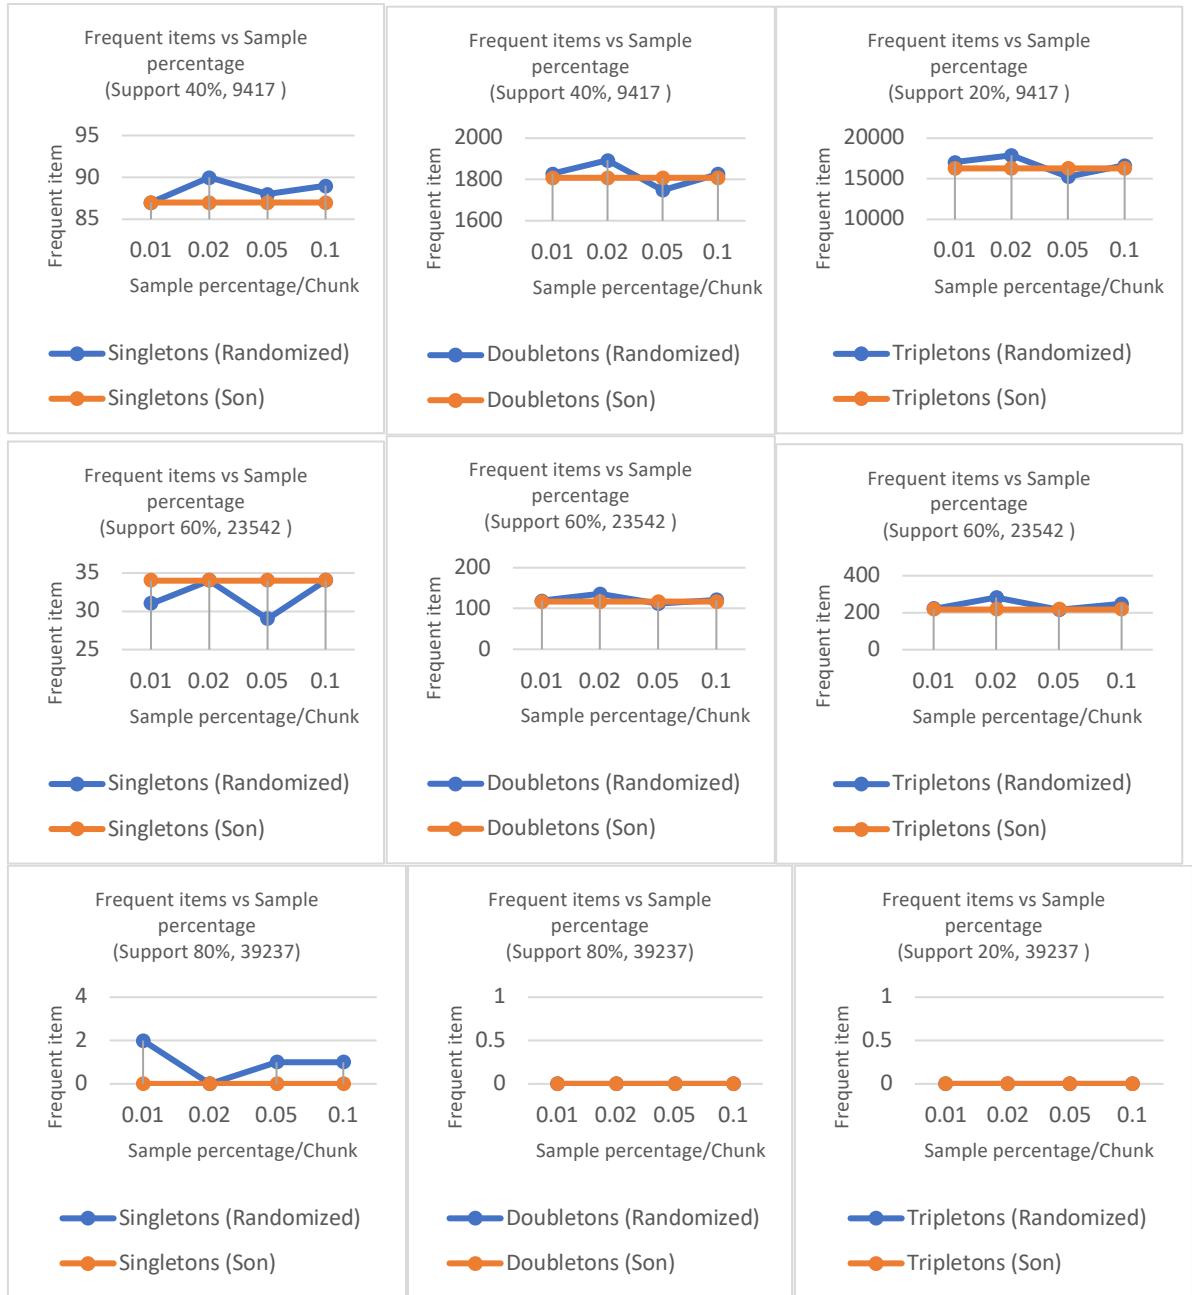 Frequent items vs Sample
percentage
(Support 40%, 9417 )
Frequent item
95
90
85
0.01 0.02 0.05 0.1
Sample percentage/Chunk
Singletons (Randomized)
Singletons (Son)
Frequent items vs Sample
percentage
(Support 40%, 9417 )
Frequent item
2000
1800
1600
0.01 0.02 0.05 0.1
Sample percentage/Chunk
Doubletons (Randomized)
Doubletons (Son)
Frequent items vs Sample
percentage
(Support 20%, 9417 )
Frequent item
20000
15000
10000
0.01 0.02 0.05 0.1
Sample percentage/Chunk
Tripletons (Randomized)
Tripletons (Son)
Frequent items vs Sample
percentage
(Support 60%, 23542 )
Frequent item
35
30
25
0.01 0.02 0.05 0.1
Sample percentage/Chunk
Singletons (Randomized)
Singletons (Son)
Frequent items vs Sample
percentage
(Support 60%, 23542 )
Frequent item
200
100
0
0.01 0.02 0.05 0.1
Sample percentage/Chunk
Doubletons (Randomized)
Doubletons (Son)
Frequent items vs Sample
percentage
(Support 60%, 23542 )
Frequent item
400
200
0
0.01 0.02 0.05 0.1
Sample percentage/Chunk
Tripletons (Randomized)
Tripletons (Son)
Frequent items vs Sample
percentage
(Support 80%, 39237)
Frequent item
4
2
0
0.01 0.02 0.05 0.1
Sample percentage/Chunk
Singletons (Randomized)
Singletons (Son)
Frequent items vs Sample
percentage
(Support 80%, 39237)
Frequent item
1
0.5
0
0.01 0.02 0.05 0.1
Sample percentage/Chunk
Doubletons (Randomized)
Doubletons (Son)
Frequent items vs Sample
percentage
(Support 20%, 39237 )
Frequent item
1
0.5
0
0.01 0.02 0.05 0.1
Sample percentage/Chunk
Tripletons (Randomized)
Tripletons (Son)